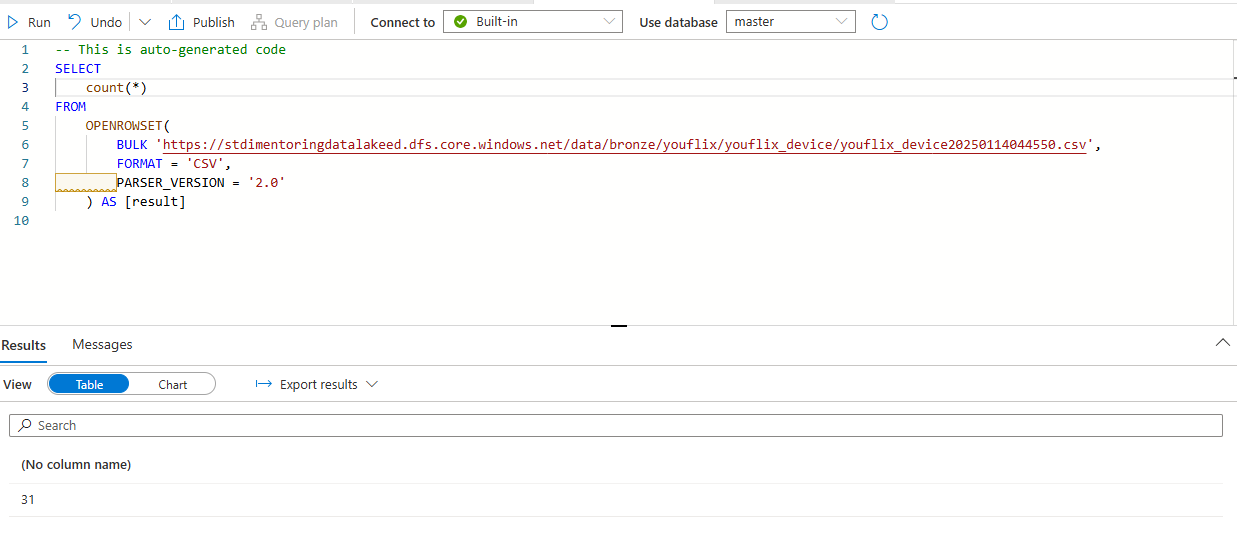 Run Undo Publish Query plan Connect to Built-in Use database master
1 -- This is auto-generated code
2 SELECT
3 count(*)
4 FROM
5 OPENROWSET(
6 BULK 'https://stdimentoringdatalakeed.dfs.core.windows.net/data/bronze/youflix/youflix_device/youflix_device20250114044550.csv',
7 FORMAT = 'CSV',
8 PARSER_VERSION = '2.0'
9 ) AS [result]
10
Results Messages
View Table Chart Export results
Search
(No column name)
31